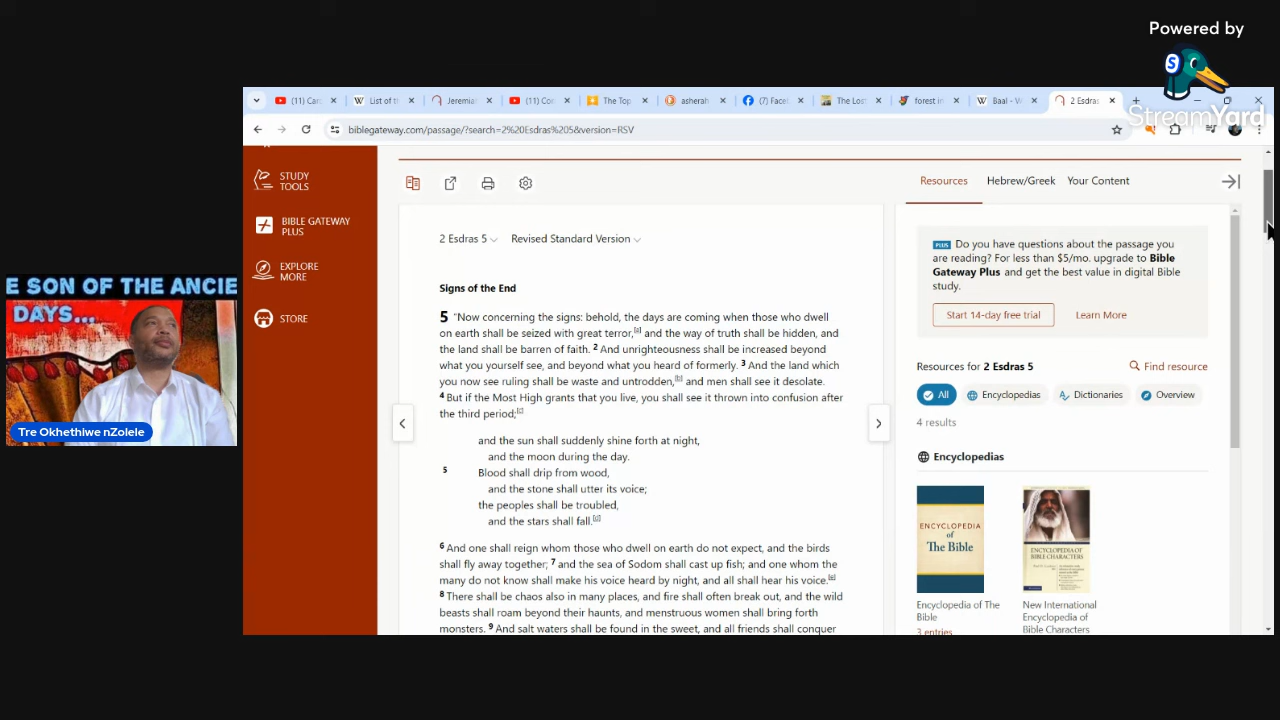 Powered by
S
StreamYard
(11) Car
List of th
Jeremia
(11) Cor
The Top
asherah
(7) Face
The Lost
forest in
Baal - W
2 Esdras
biblegateway.com/passage/?search=2%20Esdras%205&version=RSV
STUDY
TOOLS
BIBLE GATEWAY
PLUS
EXPLORE
MORE
STORE
2 Esdras 5
Revised Standard Version
Signs of the End
5 "Now concerning the signs: behold, the days are coming when those who dwell
on earth shall be seized with great terror,[a] and the way of truth shall be hidden, and
the land shall be barren of faith. 2 And unrighteousness shall be increased beyond
what you yourself see, and beyond what you heard of formerly. 3 And the land which
you now see ruling shall be waste and untrodden,[b] and men shall see it desolate.
4 But if the Most High grants that you live, you shall see it thrown into confusion after
the third period;[c]
and the sun shall suddenly shine forth at night,
and the moon during the day.
5 Blood shall drip from wood,
and the stone shall utter its voice;
the peoples shall be troubled,
and the stars shall fall.[d]
6 And one shall reign whom those who dwell on earth do not expect, and the birds
shall fly away together; 7 and the sea of Sodom shall cast up fish; and one whom the
many do not know shall make his voice heard by night, and all shall hear his voice.[e]
8 There shall be chaos also in many places, and fire shall often break out, and the wild
beasts shall roam beyond their haunts, and menstruous women shall bring forth
monsters. 9 And salt waters shall be found in the sweet, and all friends shall conquer
Resources
Hebrew/Greek
Your Content
PLUS Do you have questions about the passage you
are reading? For less than $5/mo. upgrade to Bible
Gateway Plus and get the best value in digital Bible
study.
Start 14-day free trial
Learn More
Resources for 2 Esdras 5
Find resource
All
Encyclopedias
Dictionaries
Overview
4 results
Encyclopedias
ENCYCLOPEDIA
OF
The BIBLE
ENCYCLOPEDIA OF
BIBLE CHARACTERS
Encyclopedia of The
Bible
3 entries
New International
Encyclopedia of
Bible Characters
E SON OF THE ANCIE
DAYS...
Tre Okhethiwe nZolele